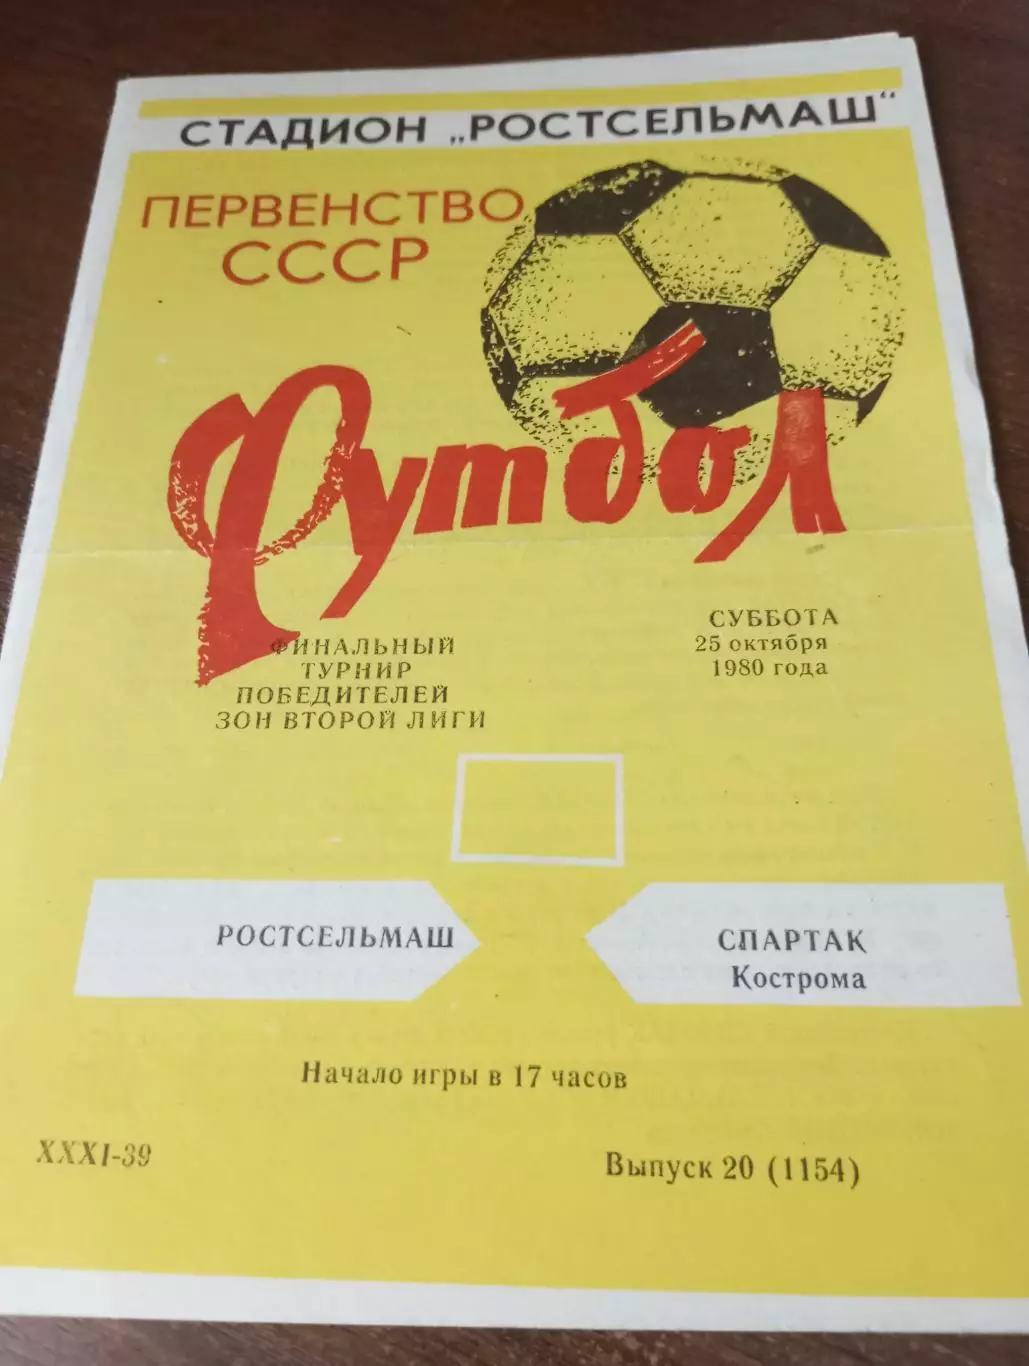 СТАДИОН „РОСТСЕЛЬМАШ“
ПЕРВЕНСТВО
СССР
Футбол
ФИНАЛЬНЫЙ
ТУРНИР
ПОБЕДИТЕЛЕЙ
ЗОН ВТОРОЙ ЛИГИ
СУББОТА
25 октября
1980 года
РОСТСЕЛЬМАШ
СПАРТАК
Кострома
Начало игры в 17 часов
XXXI-39
Выпуск 20 (1154)